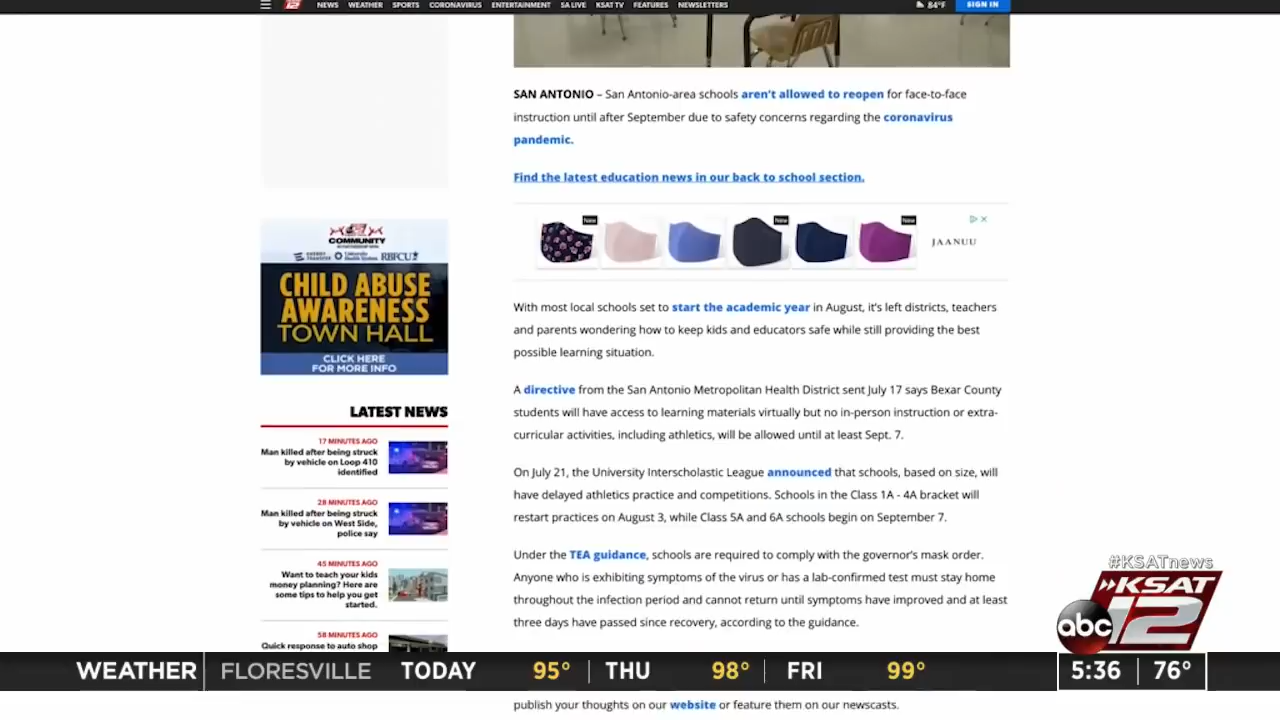 12
NEWS WEATHER SPORTS CORONAVIRUS ENTERTAINMENT SA LIVE KSAT TV FEATURES NEWSLETTERS
84°F
SIGN IN
SAN ANTONIO – San Antonio-area schools aren't allowed to reopen for face-to-face
instruction until after September due to safety concerns regarding the coronavirus
pandemic.
Find the latest education news in our back to school section.
New
New
New
JAANUU
With most local schools set to start the academic year in August, it's left districts, teachers
and parents wondering how to keep kids and educators safe while still providing the best
possible learning situation.
A directive from the San Antonio Metropolitan Health District sent July 17 says Bexar County
students will have access to learning materials virtually but no in-person instruction or extra-
curricular activities, including athletics, will be allowed until at least Sept. 7.
On July 21, the University Interscholastic League announced that schools, based on size, will
have delayed athletics practice and competitions. Schools in the Class 1A - 4A bracket will
restart practices on August 3, while Class 5A and 6A schools begin on September 7.
Under the TEA guidance, schools are required to comply with the governor's mask order.
Anyone who is exhibiting symptoms of the virus or has a lab-confirmed test must stay home
throughout the infection period and cannot return until symptoms have improved and at least
three days have passed since recovery, according to the guidance.
publish your thoughts on our website or feature them on our newscasts.
COMMUNITY
University Health System
RBFCU
CHILD ABUSE
AWARENESS
TOWN HALL
CLICK HERE
FOR MORE INFO
LATEST NEWS
17 MINUTES AGO
Man killed after being struck
by vehicle on Loop 410
identified
28 MINUTES AGO
Man killed after being struck
by vehicle on West Side,
police say
45 MINUTES AGO
Want to teach your kids
money planning? Here are
some tips to help you get
started.
58 MINUTES AGO
Quick response to auto shop
#KSATnews
KSAT
abc 12
WEATHER FLORESVILLE TODAY 95° THU 98° FRI 99°
5:36 76°